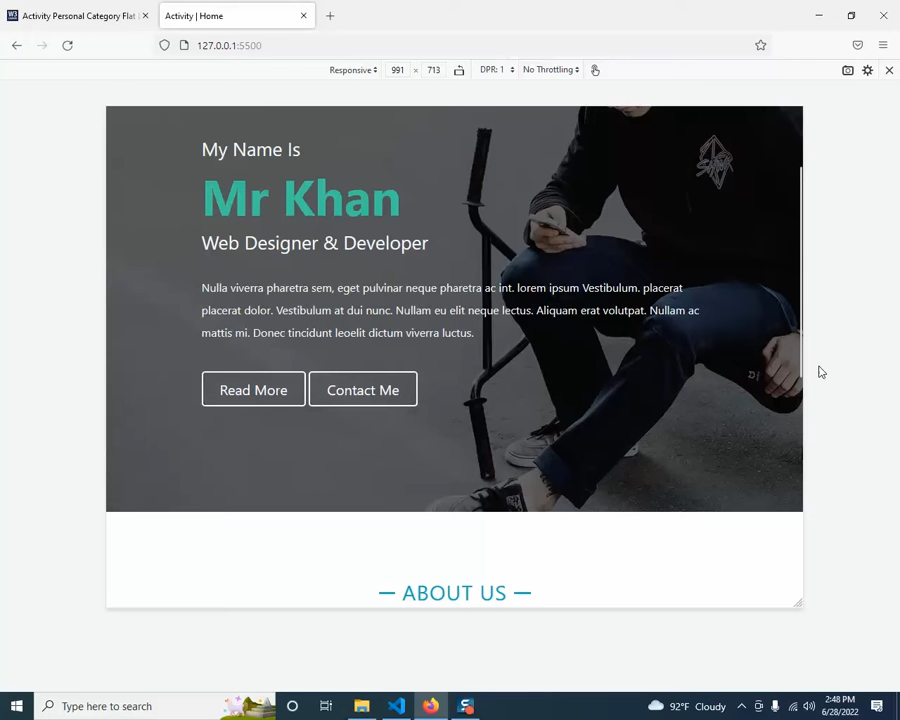 Activity Personal Category Flat
Activity | Home
127.0.0.1:5500
Responsive
991 × 713
DPR: 1
No Throttling
My Name Is
Mr Khan
Web Designer & Developer
Nulla viverra pharetra sem, eget pulvinar neque pharetra ac int. lorem ipsum Vestibulum. placerat
placerat dolor. Vestibulum at dui nunc. Nullam eu elit neque lectus. Aliquam erat volutpat. Nullam ac
mattis mi. Donec tincidunt leoelit dictum viverra luctus.
Read More
Contact Me
— ABOUT US —
Type here to search
92°F Cloudy
2:48 PM
6/28/2022